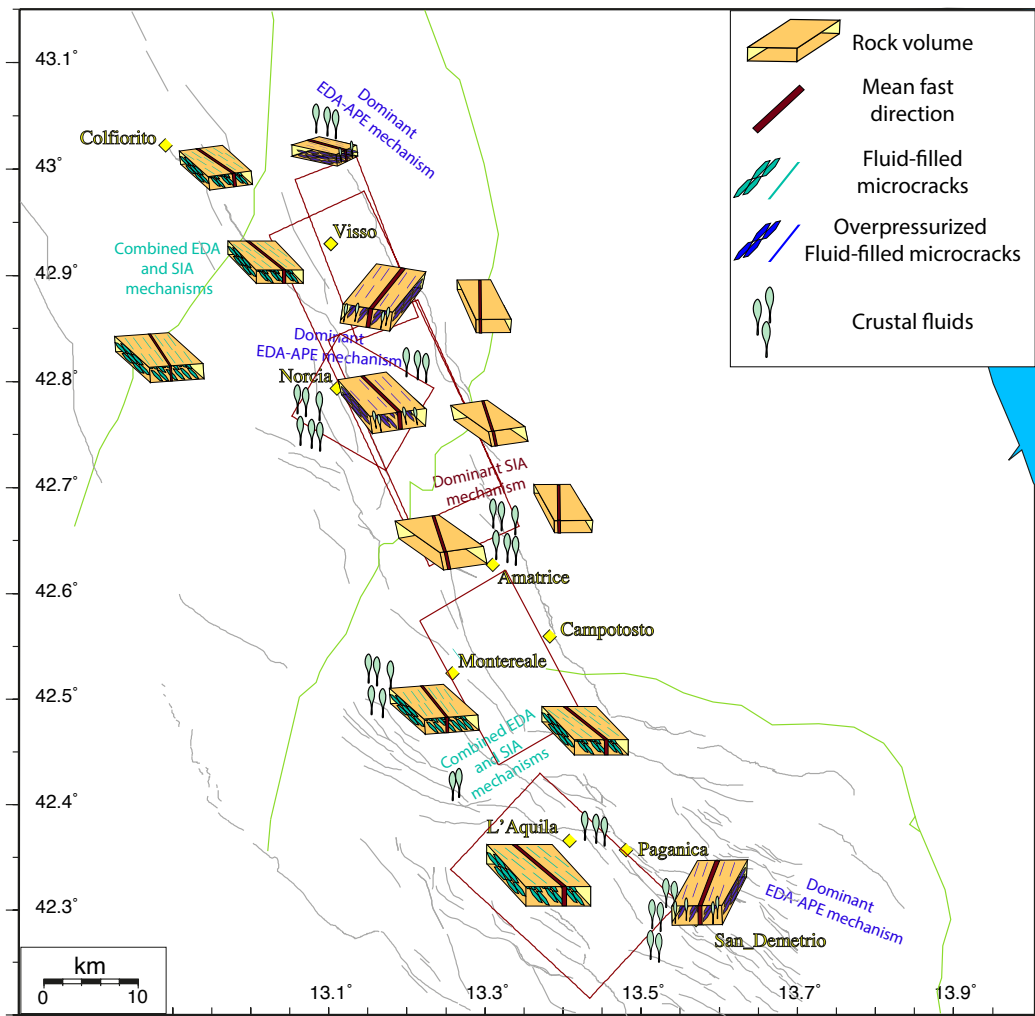 43.1˚
43˚
42.9˚
42.8˚
42.7˚
42.6˚
42.5˚
42.4˚
42.3˚
13.1˚
13.3˚
13.5˚
13.7˚
13.9˚
Rock volume
Mean fast
direction
Fluid-filled
microcracks
Overpressurized
Fluid-filled microcracks
Crustal fluids
Dominant
EDA-APE mechanism
Colfiorito
Visso
Combined EDA
and SIA
mechanisms
Dominant
EDA-APE mechanism
Norcia
Dominant SIA
mechanism
Amatrice
Campotosto
Montereale
Combined EDA
and SIA
mechanisms
L'Aquila
Paganica
Dominant
EDA-APE mechanism
San_Demetrio
km
0 10